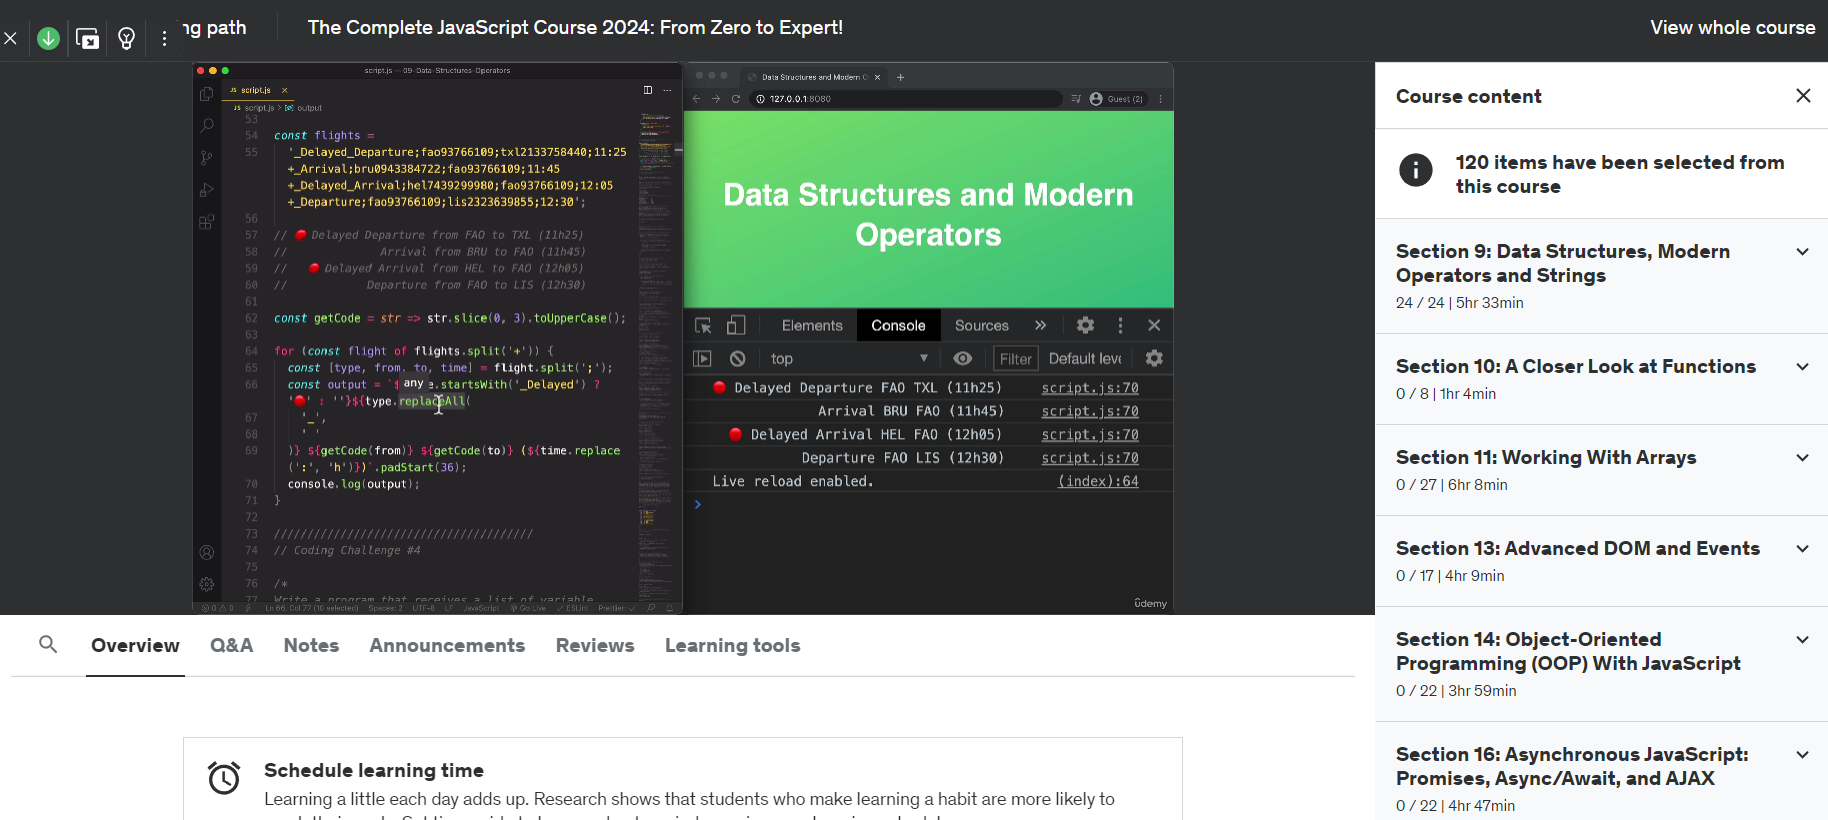 ng path
The Complete JavaScript Course 2024: From Zero to Expert!
View whole course
script.js — 09-Data-Structures-Operators
JS script.js ×
JS script.js > output
53
54 const flights =
55 '_Delayed_Departure;fao93766109;txl2133758440;11:25
+_Arrival;bru0943384722;fao93766109;11:45
+_Delayed_Arrival;hel7439299980;fao93766109;12:05
+_Departure;fao93766109;lis2323639855;12:30';
56
57 // 🔴 Delayed Departure from FAO to TXL (11h25)
58 // Arrival from BRU to FAO (11h45)
59 // 🔴 Delayed Arrival from HEL to FAO (12h05)
60 // Departure from FAO to LIS (12h30)
61
62 const getCode = str => str.slice(0, 3).toUpperCase();
63
64 for (const flight of flights.split('+')) {
65 const [type, from, to, time] = flight.split(';');
any
66 const output = `$ e.startsWith('_Delayed') ?
'🔴' : ''}${type.replaceAll(
67 '_',
68 ' '
69 )} ${getCode(from)} ${getCode(to)} (${time.replace
(':', 'h')})`.padStart(36);
70 console.log(output);
71 }
72
73 ///////////////////////////////////////
74 // Coding Challenge #4
75
76 /*
77 Write a program that receives a list of variable
Ln 66, Col 77 (10 selected) Spaces: 2 UTF-8 LF JavaScript Go Live ESLint Prettier: ✓
Data Structures and Modern O ×
127.0.0.1:8080
Guest (2)
Data Structures and Modern
Operators
Elements Console Sources »
top Filter Default leve
🔴 Delayed Departure FAO TXL (11h25) script.js:70
Arrival BRU FAO (11h45) script.js:70
🔴 Delayed Arrival HEL FAO (12h05) script.js:70
Departure FAO LIS (12h30) script.js:70
Live reload enabled. (index):64
ûdemy
Course content
120 items have been selected from
this course
Section 9: Data Structures, Modern
Operators and Strings
24 / 24 | 5hr 33min
Section 10: A Closer Look at Functions
0 / 8 | 1hr 4min
Section 11: Working With Arrays
0 / 27 | 6hr 8min
Section 13: Advanced DOM and Events
0 / 17 | 4hr 9min
Section 14: Object-Oriented
Programming (OOP) With JavaScript
0 / 22 | 3hr 59min
Section 16: Asynchronous JavaScript:
Promises, Async/Await, and AJAX
0 / 22 | 4hr 47min
Overview Q&A Notes Announcements Reviews Learning tools
Schedule learning time
Learning a little each day adds up. Research shows that students who make learning a habit are more likely to